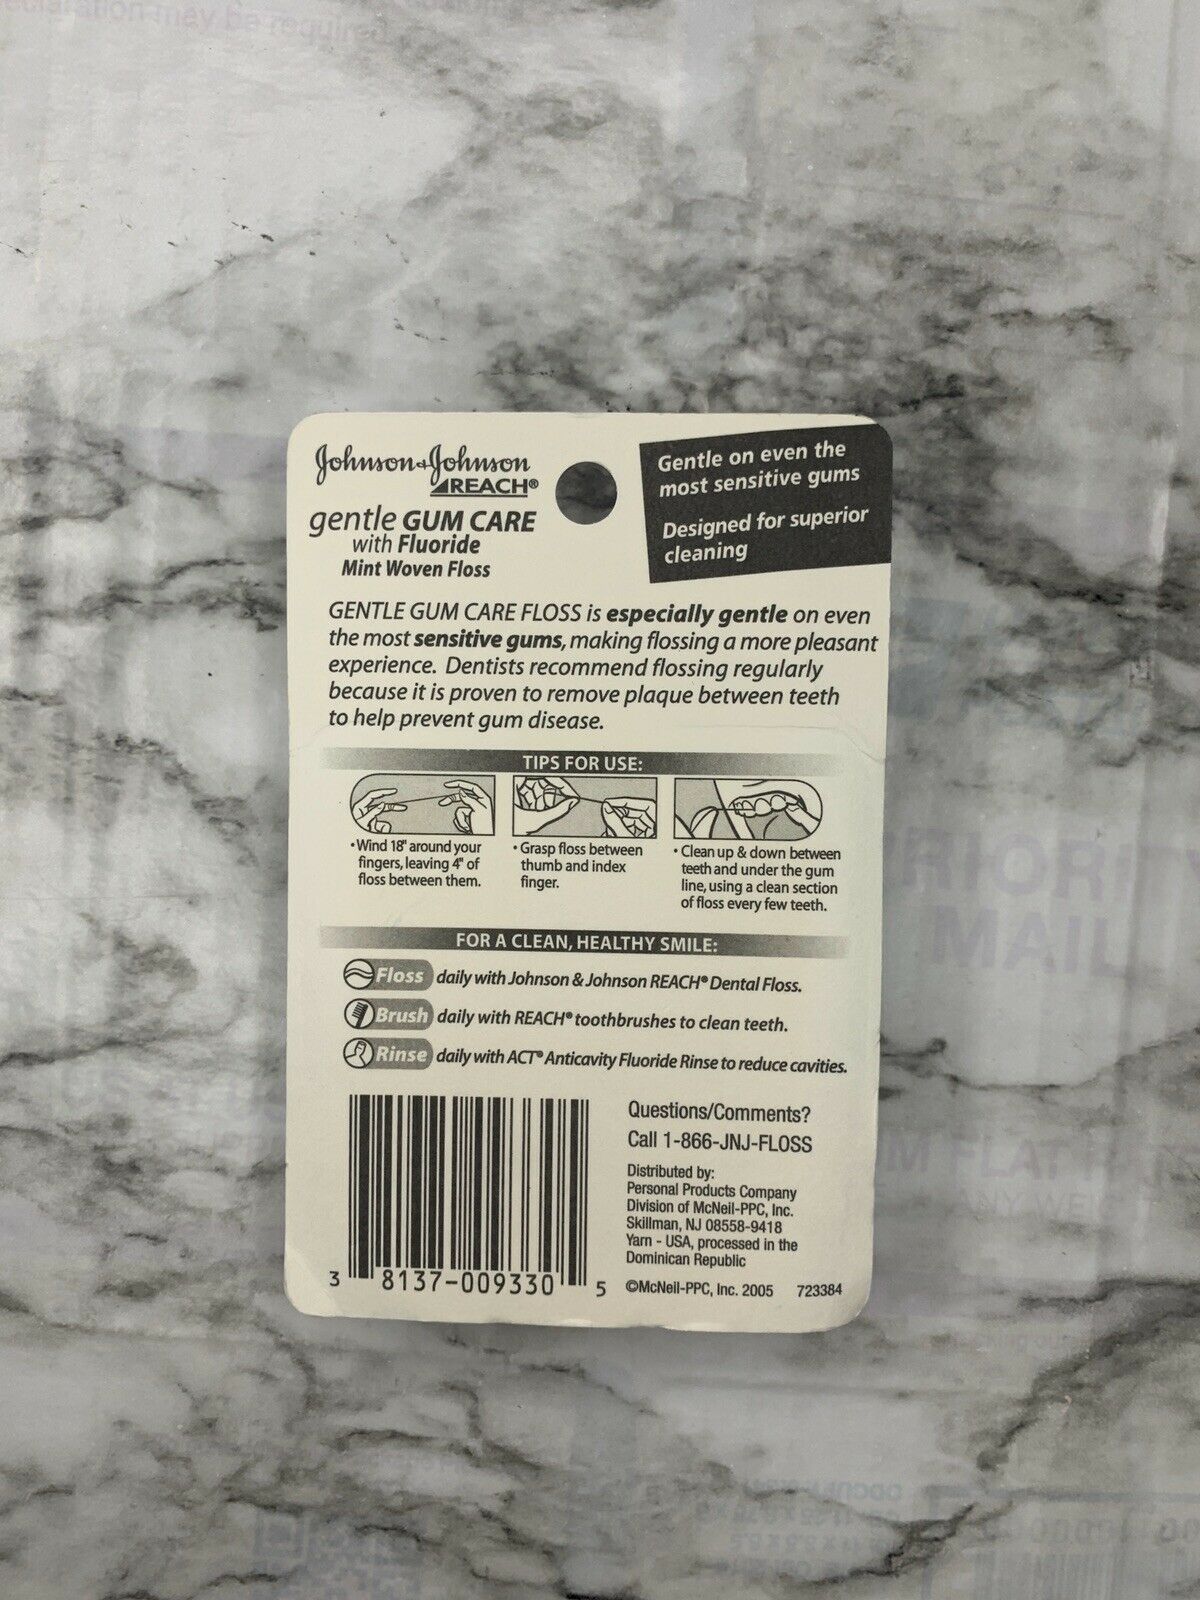 eclaration may be required
Johnson & Johnson
REACH®
gentle GUM CARE
with Fluoride
Mint Woven Floss
Gentle on even the
most sensitive gums
Designed for superior
cleaning
GENTLE GUM CARE FLOSS is especially gentle on even
the most sensitive gums, making flossing a more pleasant
experience. Dentists recommend flossing regularly
because it is proven to remove plaque between teeth
to help prevent gum disease.
TIPS FOR USE:
•Wind 18" around your
fingers, leaving 4" of
floss between them.
•Grasp floss between
thumb and index
finger.
•Clean up & down between
teeth and under the gum
line, using a clean section
of floss every few teeth.
FOR A CLEAN, HEALTHY SMILE:
Floss daily with Johnson & Johnson REACH® Dental Floss.
Brush daily with REACH® toothbrushes to clean teeth.
Rinse daily with ACT® Anticavity Fluoride Rinse to reduce cavities.
3 8137-009330 5
Questions/Comments?
Call 1-866-JNJ-FLOSS
Distributed by:
Personal Products Company
Division of McNeil-PPC, Inc.
Skillman, NJ 08558-9418
Yarn - USA, processed in the
Dominican Republic
©McNeil-PPC, Inc. 2005 723384